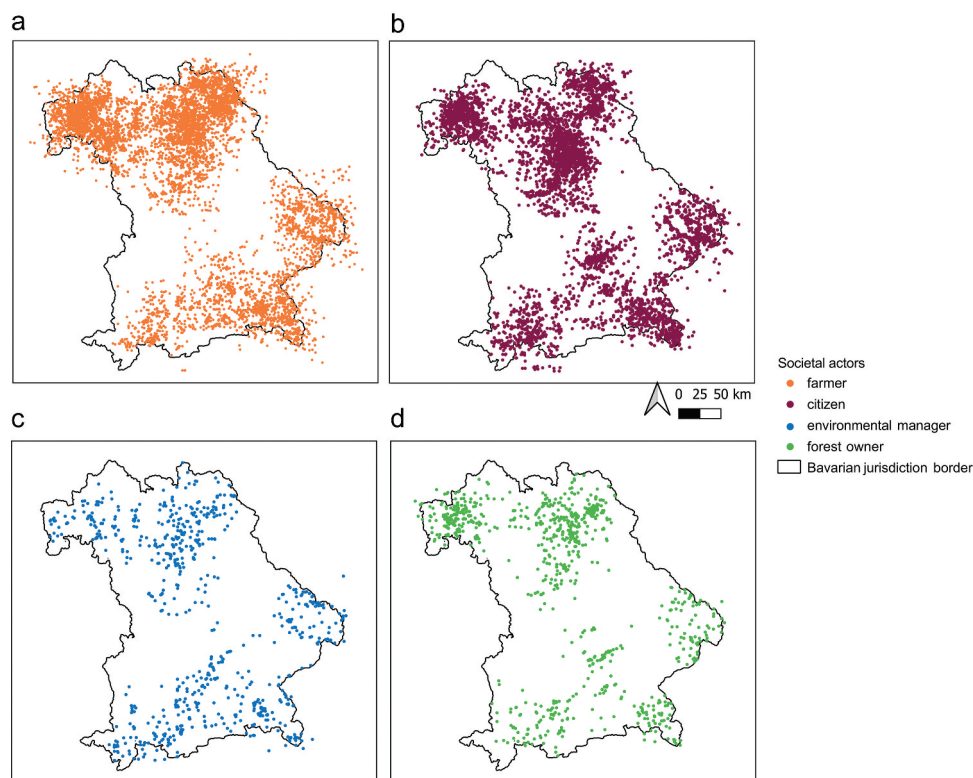 a
b
0 25 50 km
Societal actors
farmer
citizen
environmental manager
forest owner
Bavarian jurisdiction border
c
d